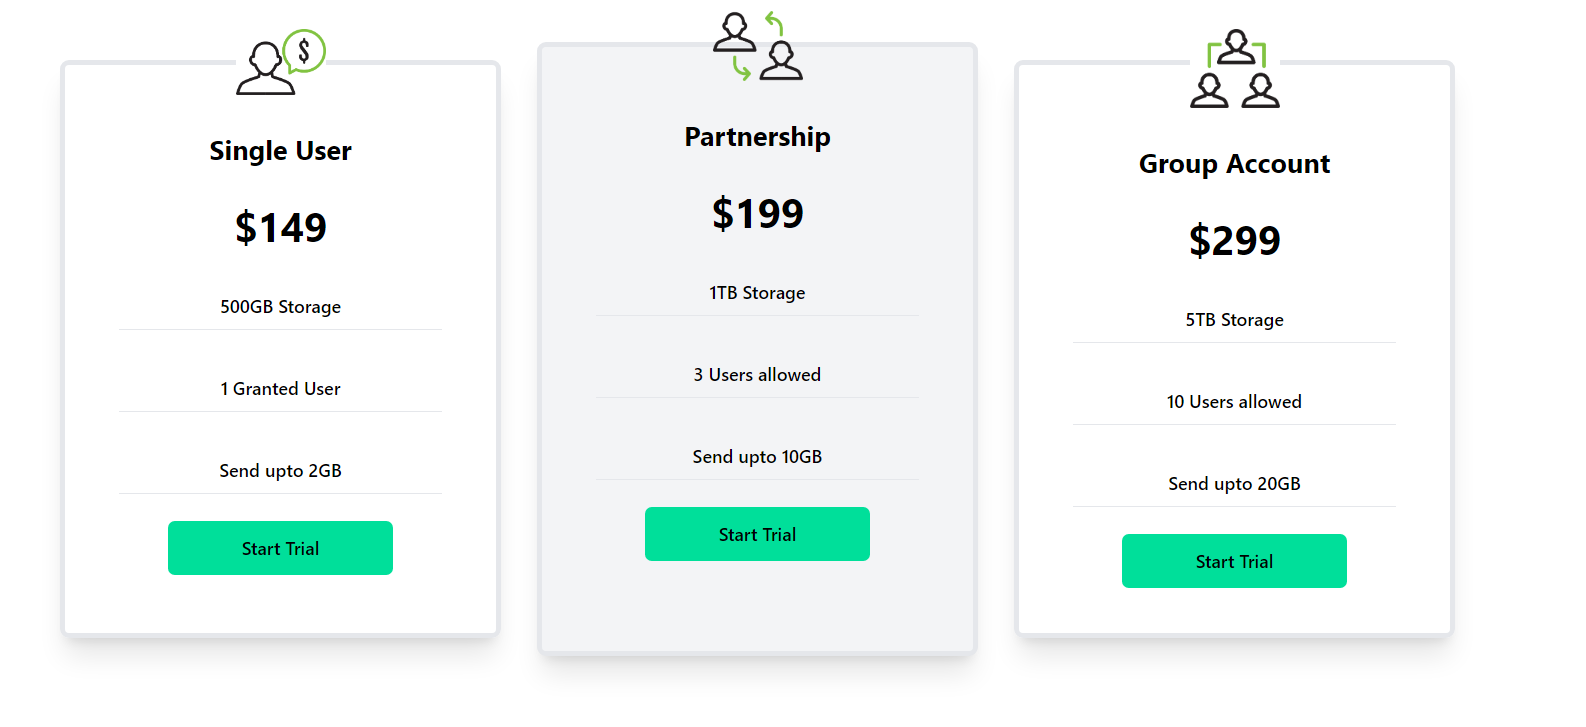 $
Single User
$149
500GB Storage
1 Granted User
Send upto 2GB
Start Trial
Partnership
$199
1TB Storage
3 Users allowed
Send upto 10GB
Start Trial
Group Account
$299
5TB Storage
10 Users allowed
Send upto 20GB
Start Trial